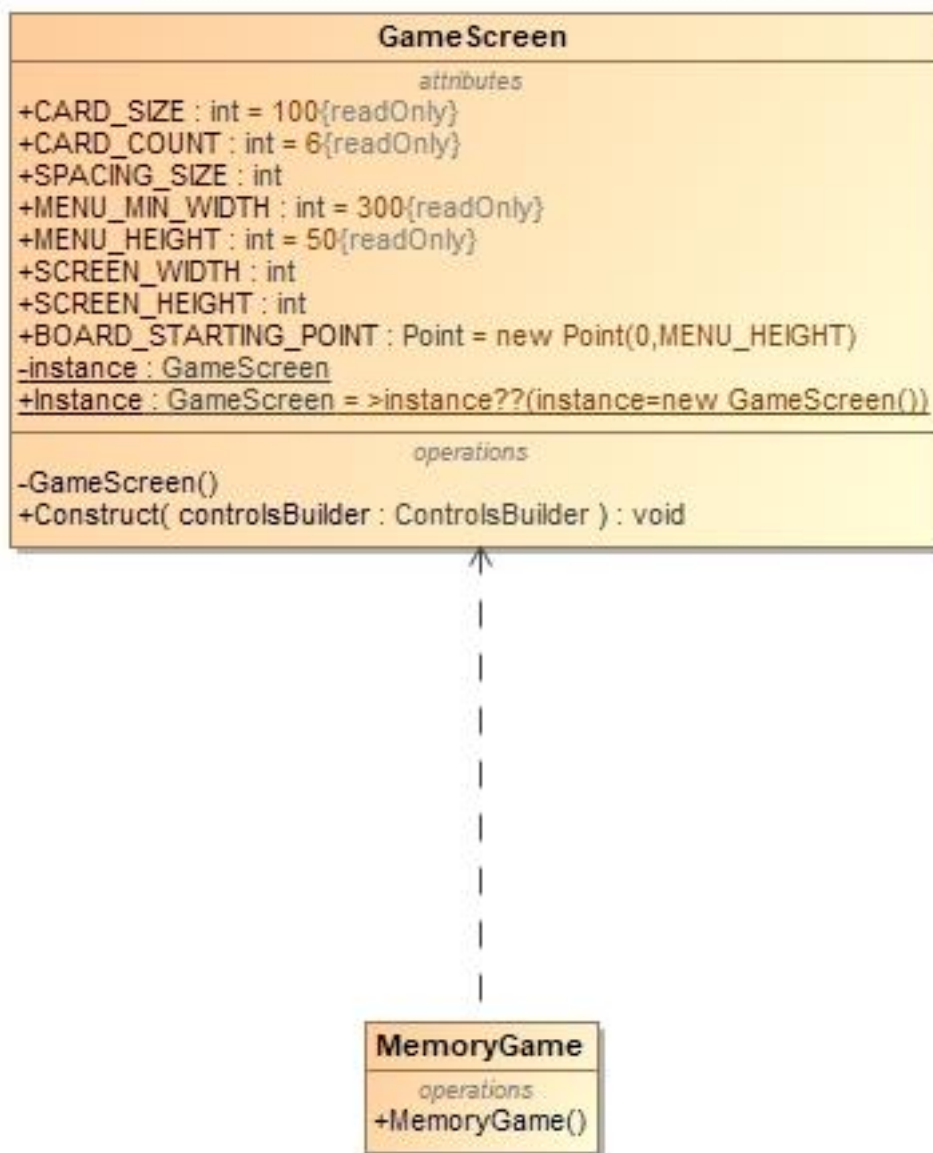 GameScreen
attributes
+CARD_SIZE : int = 100{readOnly}
+CARD_COUNT : int = 6{readOnly}
+SPACING_SIZE : int
+MENU_MIN_WIDTH : int = 300{readOnly}
+MENU_HEIGHT : int = 50{readOnly}
+SCREEN_WIDTH : int
+SCREEN_HEIGHT : int
+BOARD_STARTING_POINT : Point = new Point(0,MENU_HEIGHT)
-instance : GameScreen
+Instance : GameScreen = >instance??(instance=new GameScreen())
operations
-GameScreen()
+Construct( controlsBuilder : ControlsBuilder ) : void
MemoryGame
operations
+MemoryGame()